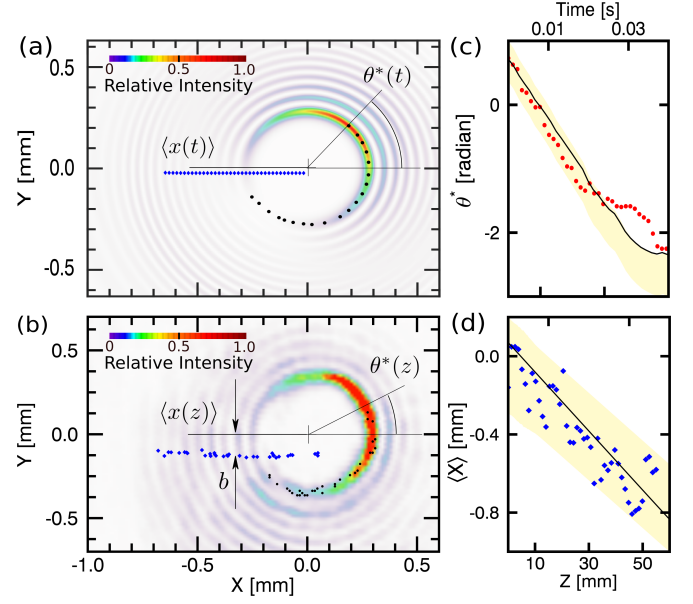 (a)
0.0 0.5 1.0
Relative Intensity
θ*(t)
⟨x(t)⟩
0.5
0.0
-0.5
Y [mm]
(b)
0.0 0.5 1.0
Relative Intensity
θ*(z)
⟨x(z)⟩
b
0.5
0.0
-0.5
Y [mm]
-1.0 -0.5 0.0 0.5
X [mm]
Time [s]
(c)
0.01 0.03
0
-2
θ* [radian]
(d)
0.0
-0.4
-0.8
⟨X⟩ [mm]
10 30 50
Z [mm]